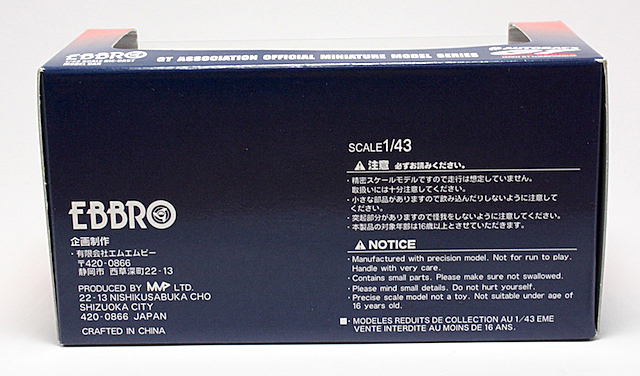 EBBRO
GT ASSOCIATION OFFICIAL MINIATURE MODEL SERIES
SCALE1/43
注意 必ずお読みください。
・精密スケールモデルですので走行は想定していません。
取扱いには十分注意してください。
・小さな部品がありますので飲み込んだりしないように注意して
ください。
・突起部分がありますので怪我をしないように注意してください。
・本製品の対象年齢は16歳以上とさせていただきます。
NOTICE
・Manufactured with precision model. Not for run to play.
Handle with very care.
・Contains small parts. Please make sure not swallowed.
・Please mind small details. Do not hurt yourself.
・Precise scale model not a toy. Not suitable under age of
16 years old.
■・MODELES REDUITS DE COLLECTION AU 1/43 EME
VENTE INTERDITE AU MOINS DE 16 ANS.
EBBRO
企画制作
・有限会社エムエムピー
〒420-0866
静岡市 西草深町22-13
PRODUCED BY MMP LTD.
22-13 NISHIKUSABUKA CHO
SHIZUOKA CITY
420-0866 JAPAN
CRAFTED IN CHINA